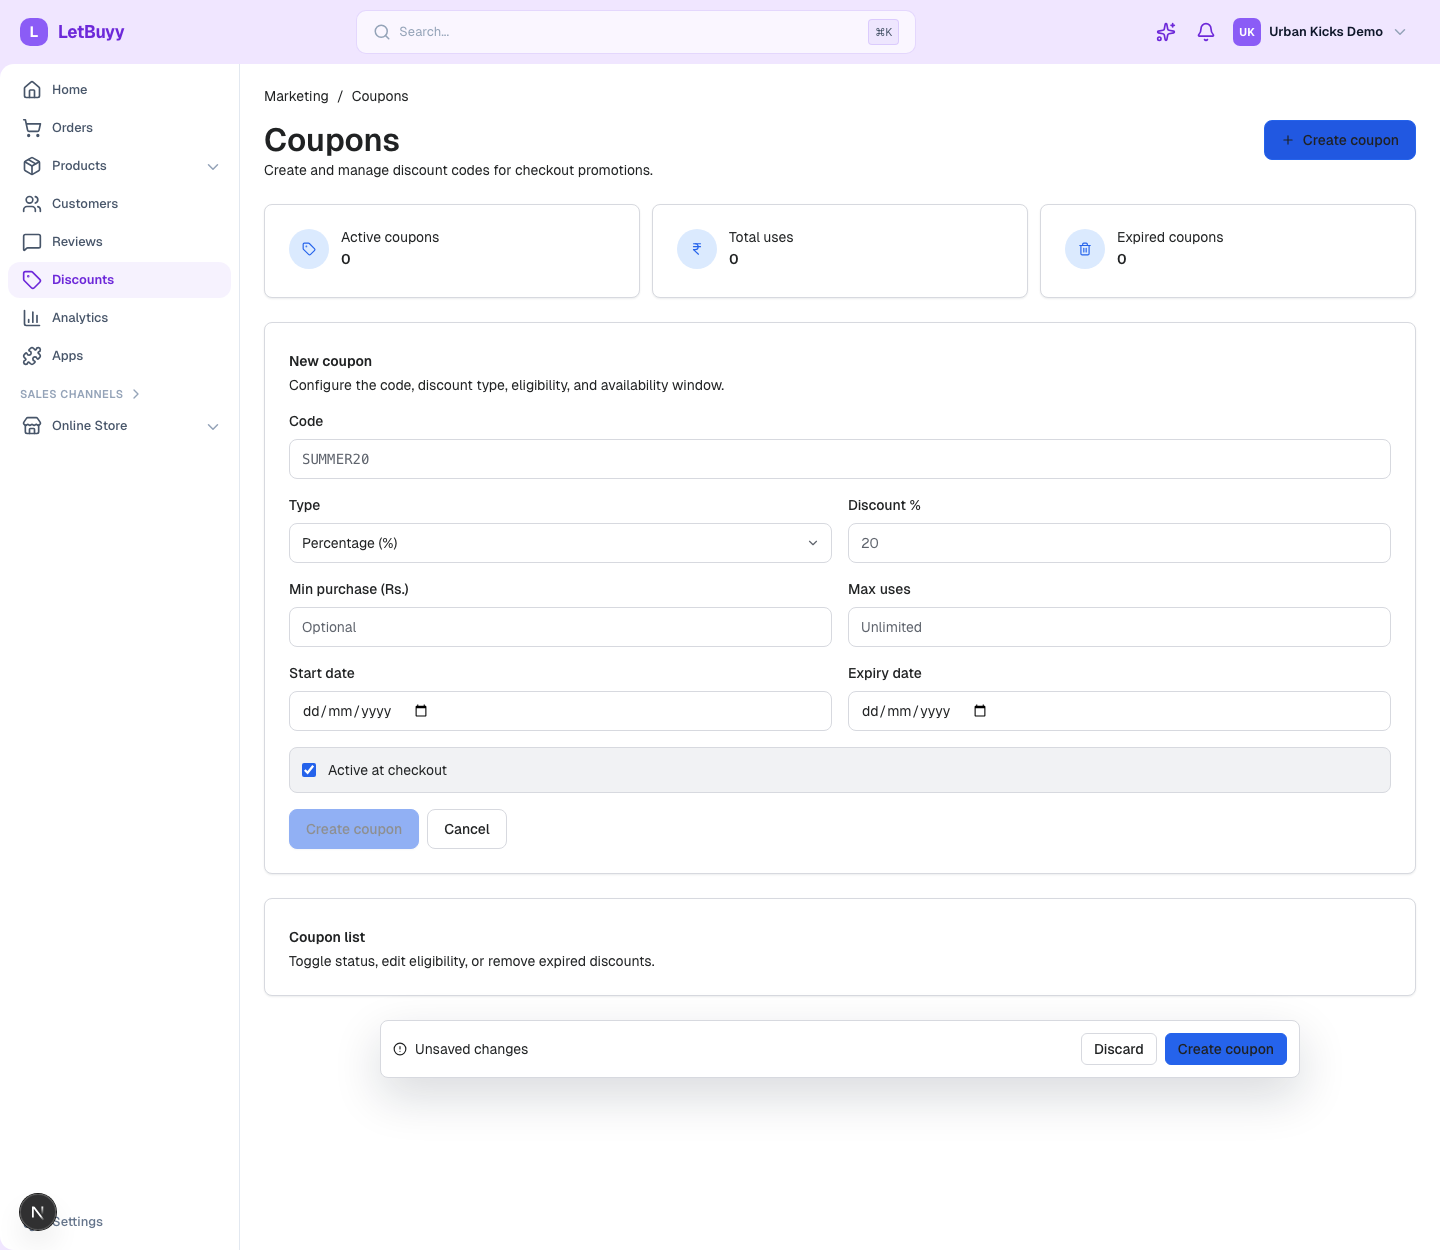 L LetBuyy
Search...
⌘K
UK Urban Kicks Demo
Home
Orders
Products
Customers
Reviews
Discounts
Analytics
Apps
SALES CHANNELS
Online Store
Settings
Marketing / Coupons
Coupons
Create and manage discount codes for checkout promotions.
+ Create coupon
Active coupons
0
Total uses
0
Expired coupons
0
New coupon
Configure the code, discount type, eligibility, and availability window.
Code
SUMMER20
Type
Percentage (%)
Discount %
20
Min purchase (Rs.)
Optional
Max uses
Unlimited
Start date
dd/mm/yyyy
Expiry date
dd/mm/yyyy
Active at checkout
Create coupon
Cancel
Coupon list
Toggle status, edit eligibility, or remove expired discounts.
Unsaved changes
Discard
Create coupon
N